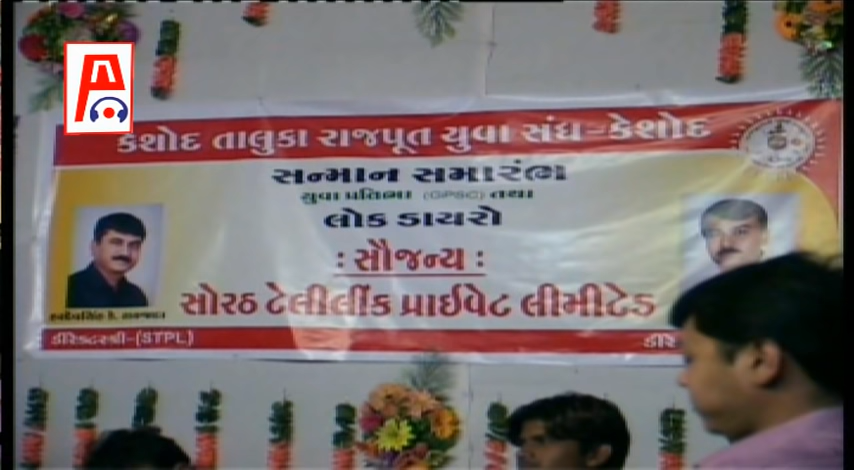 કેશોદ તાલુકા રાજપૂત યુવા સંઘ-કેશોદ
સન્માન સમારંભ
યુવા પ્રતિભા (GPSC) તથા
લોક ડાયરો
: સૌજન્ય :
સોરઠ ટેલીલીંક પ્રાઈવેટ લીમીટેડ
ડીરેક્ટરશ્રી-(STPL)
ડીરે